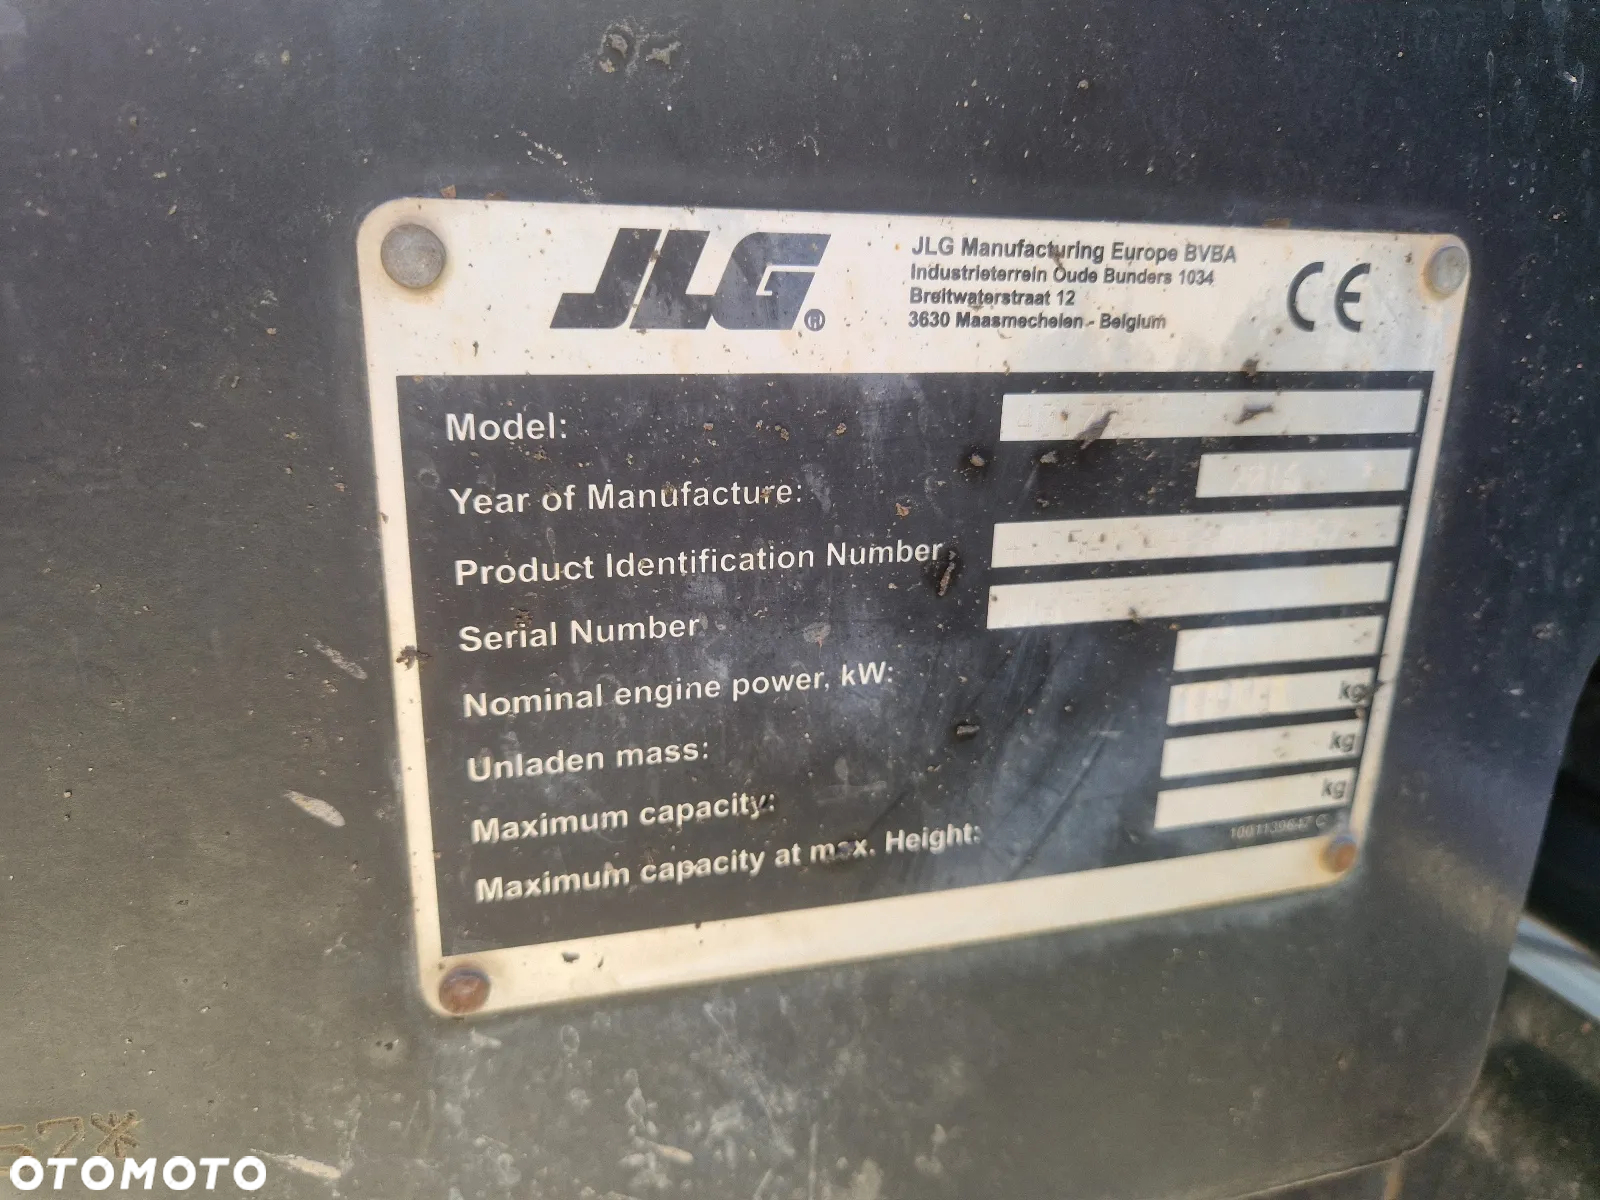 JLG®
JLG Manufacturing Europe BVBA
Industrieterrein Oude Bunders 1034
Breitwaterstraat 12
3630 Maasmechelen - Belgium
CE
Model:
Year of Manufacture:
Product Identification Number
Serial Number
Nominal engine power, kW:
Unladen mass: kg
Maximum capacity: kg
Maximum capacity at max. Height: kg
1001139647 C
57*
OTOMOTO